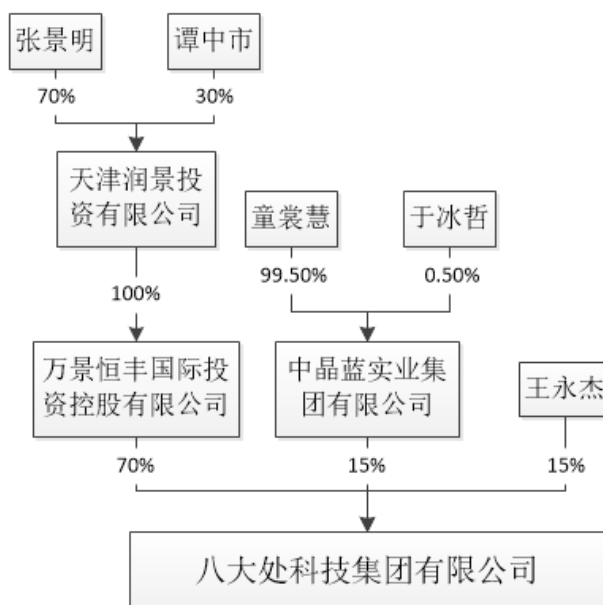 张景明
谭中市
70%
30%
天津润景投
资有限公司
童裳慧
于冰哲
99.50%
0.50%
100%
万景恒丰国际投
资控股有限公司
中晶蓝实业集
团有限公司
王永杰
70%
15%
15%
八大处科技集团有限公司